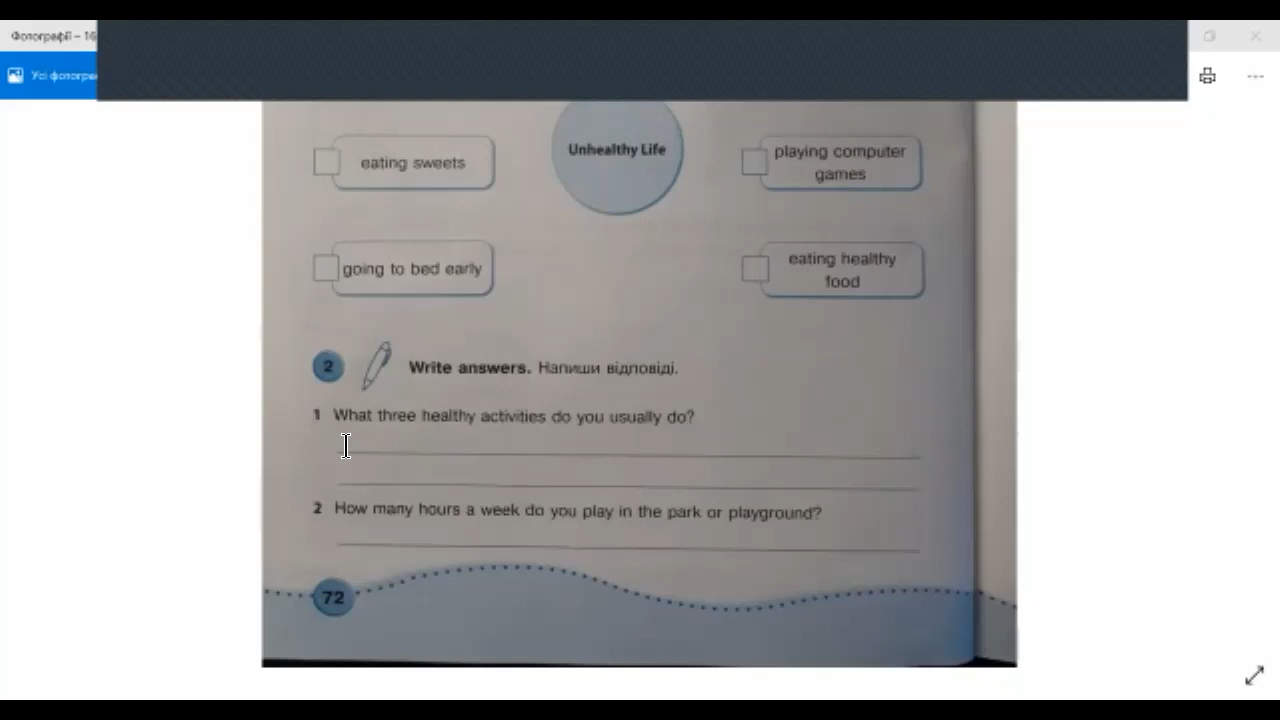 Фотографії – 16
Усі фотогра
Unhealthy Life
eating sweets
playing computer
games
going to bed early
eating healthy
food
2 Write answers. Напиши відповіді.
1 What three healthy activities do you usually do?
2 How many hours a week do you play in the park or playground?
72